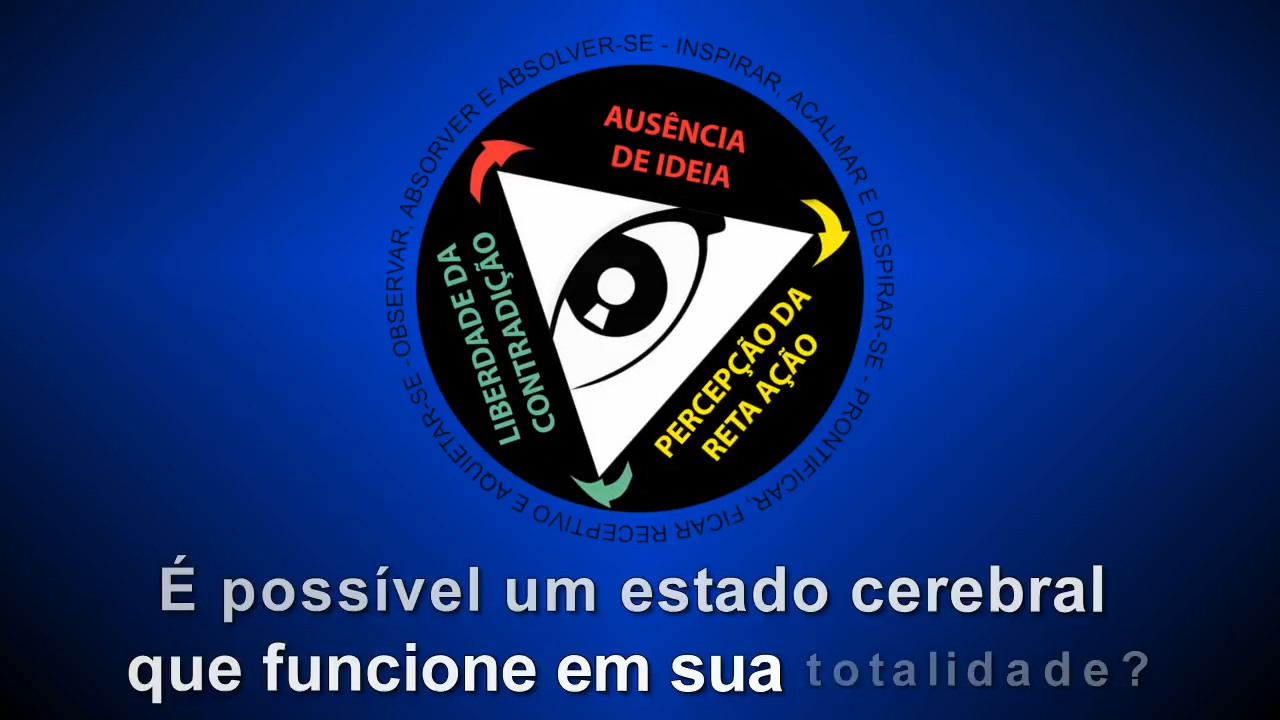 OBSERVAR, ABSORVER E ABSOLVER-SE - INSPIRAR, ACALMAR E DESPIRAR-SE - PRONTIFICAR, FICAR RECEPTIVO E AQUIETAR-SE -
AUSÊNCIA
DE IDEIA
LIBERDADE DA
CONTRADIÇÃO
PERCEPÇÃO DA
RETA AÇÃO
É possível um estado cerebral
que funcione em sua totalidade?